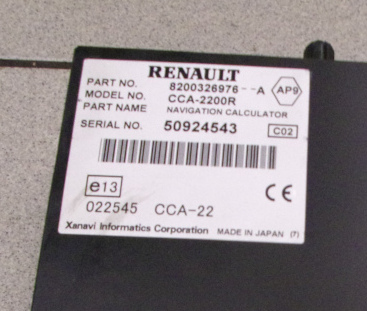 RENAULT
PART NO. 8200326976--A AP9
MODEL NO. CCA-2200R
PART NAME NAVIGATION CALCULATOR
SERIAL NO. 50924543 C02
e13 CE
022545 CCA-22
Xanavi Informatics Corporation MADE IN JAPAN (7)